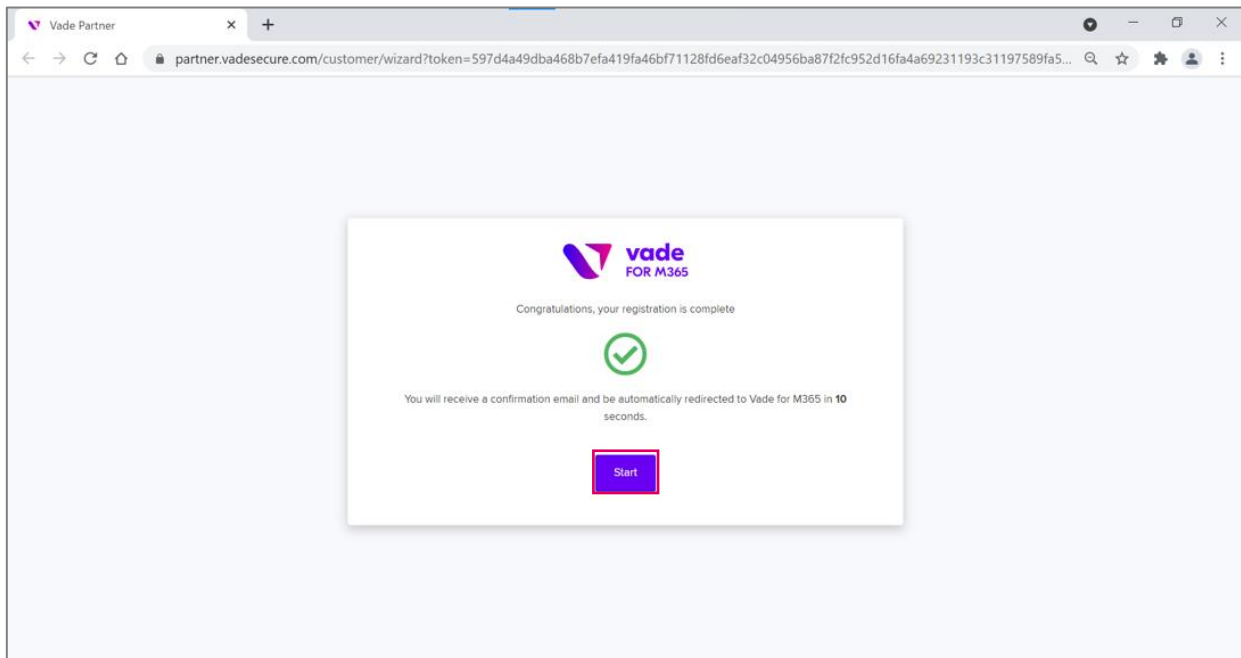 Vade Partner
partner.vadesecure.com/customer/wizard?token=597d4a49dba468b7efa419fa46bf71128fd6eaf32c04956ba87f2fc952d16fa4a69231193c31197589fa5...
vade
FOR M365
Congratulations, your registration is complete
You will receive a confirmation email and be automatically redirected to Vade for M365 in 10
seconds.
Start